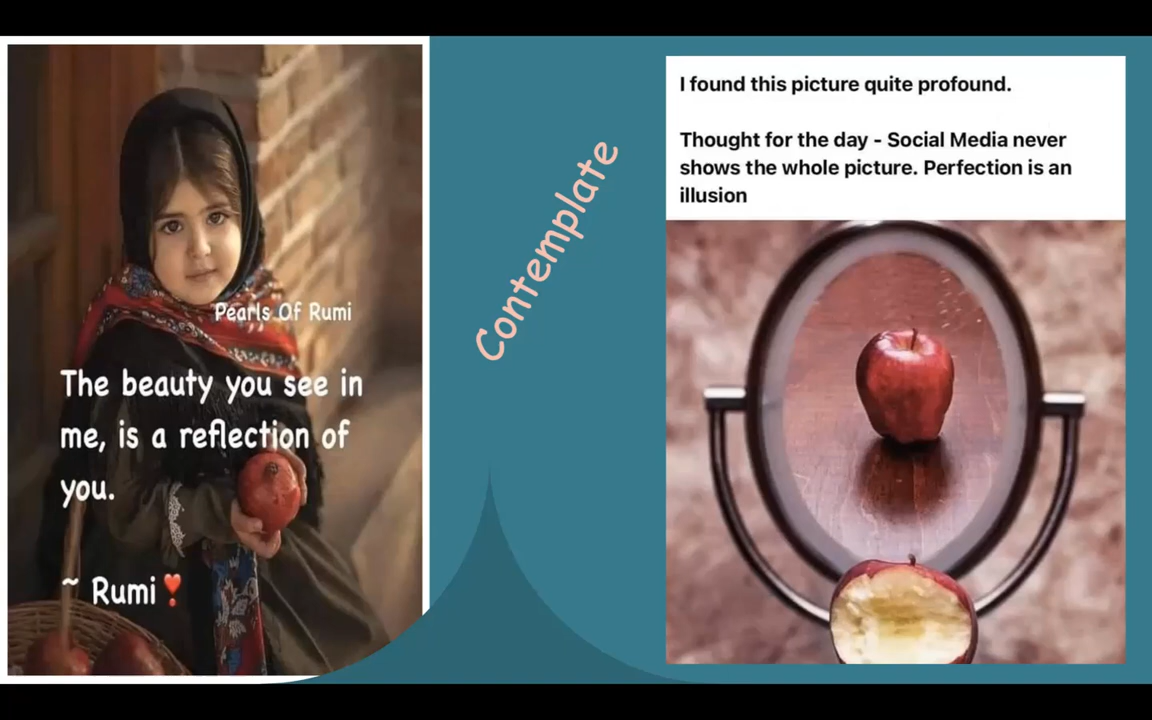 Pearls Of Rumi
The beauty you see in
me, is a reflection of
you.
~ Rumi❣️
Contemplate
I found this picture quite profound.
Thought for the day - Social Media never
shows the whole picture. Perfection is an
illusion